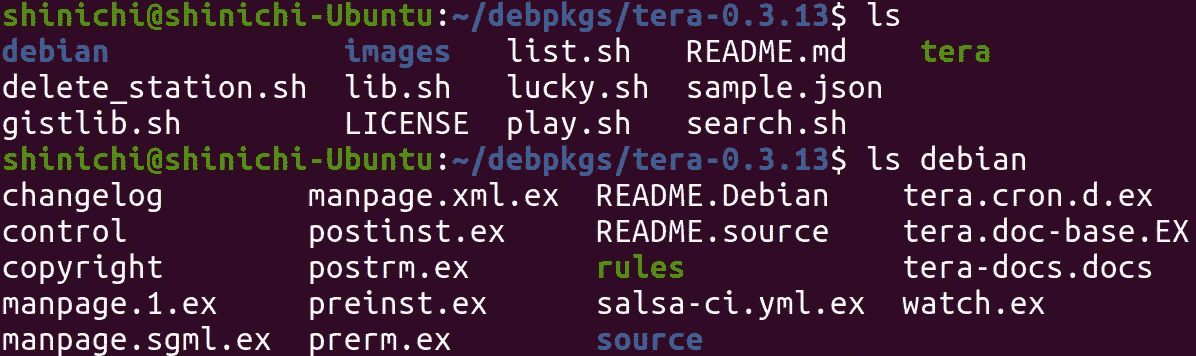 shinichi@shinichi-Ubuntu:~/debpkgs/tera-0.3.13$ ls
debian images list.sh README.md tera
delete_station.sh lib.sh lucky.sh sample.json
gistlib.sh LICENSE play.sh search.sh
shinichi@shinichi-Ubuntu:~/debpkgs/tera-0.3.13$ ls debian
changelog manpage.xml.ex README.Debian tera.cron.d.ex
control postinst.ex README.source tera.doc-base.EX
copyright postrm.ex rules tera-docs.docs
manpage.1.ex preinst.ex salsa-ci.yml.ex watch.ex
manpage.sgml.ex prerm.ex source